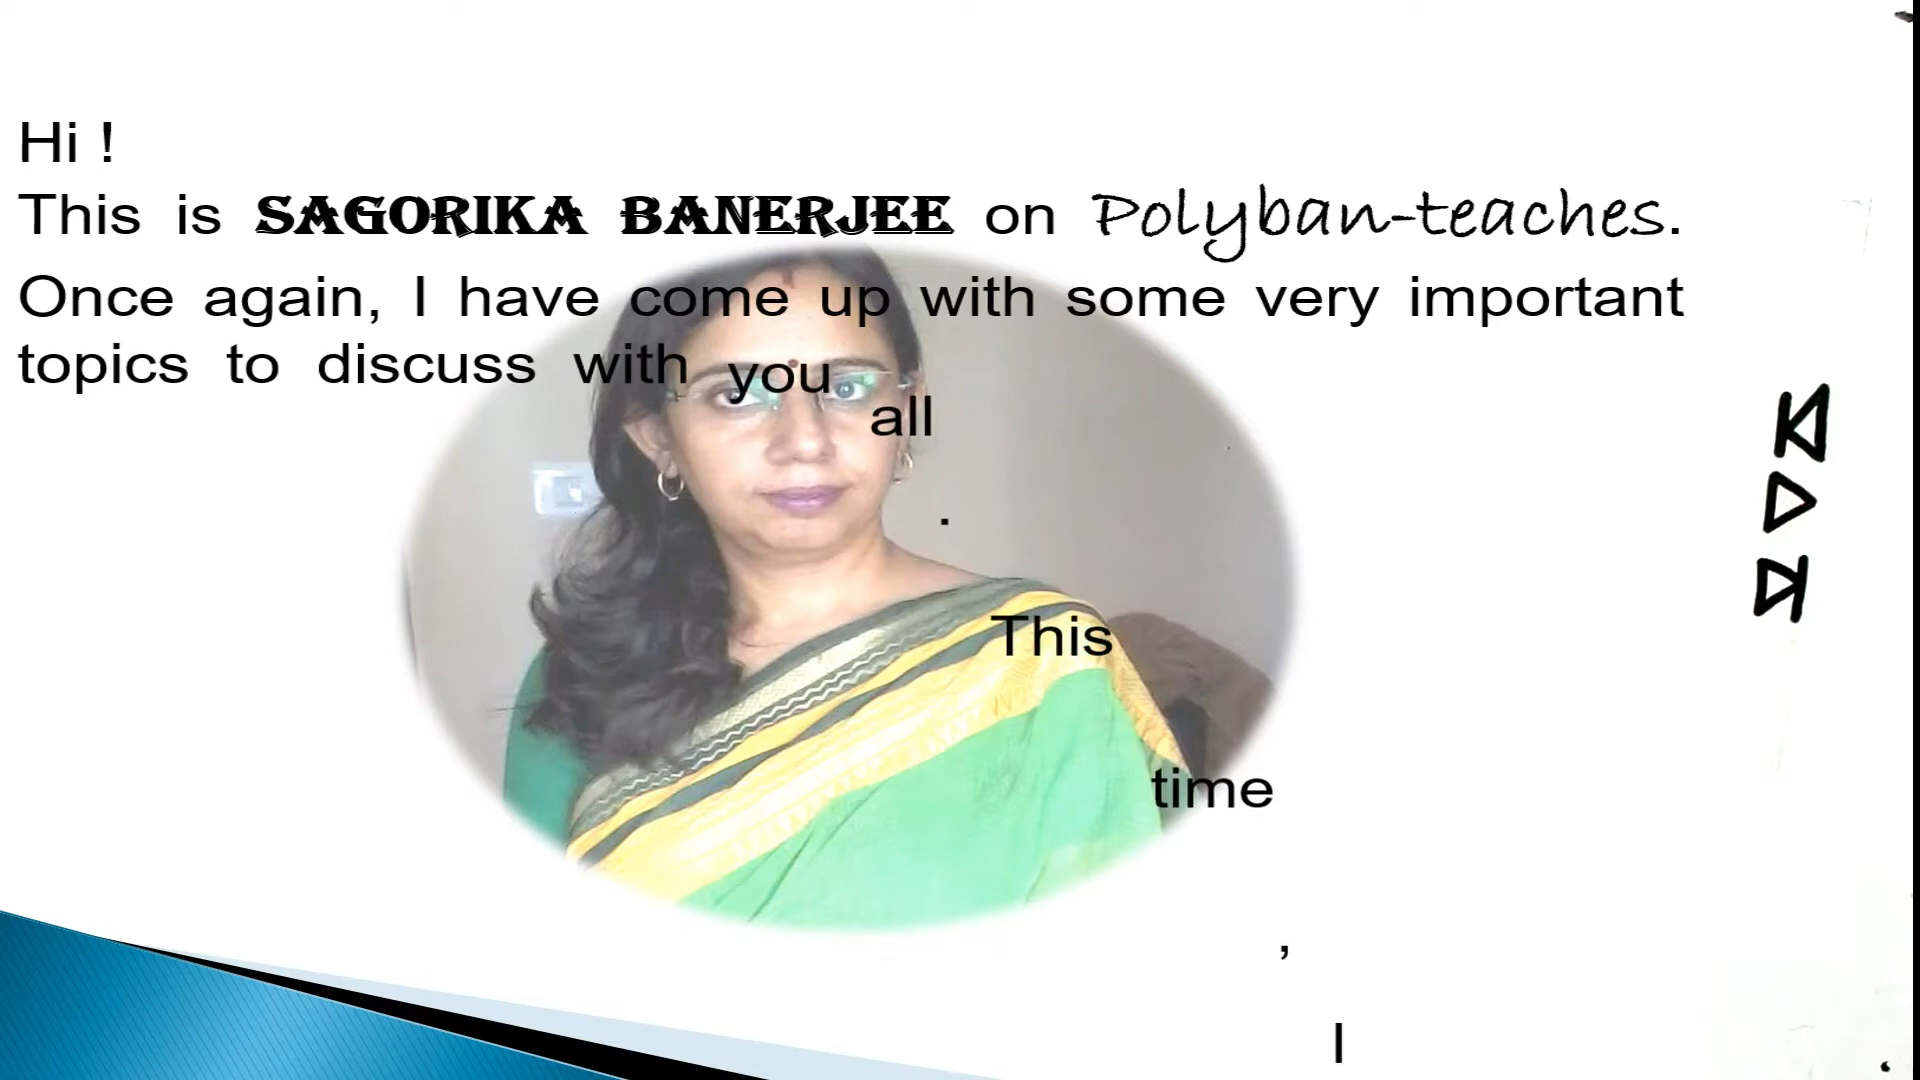 Hi !
This is SAGORIKA BANERJEE on Polyban-teaches.
Once again, I have come up with some very important
topics to discuss with you all . This time , I